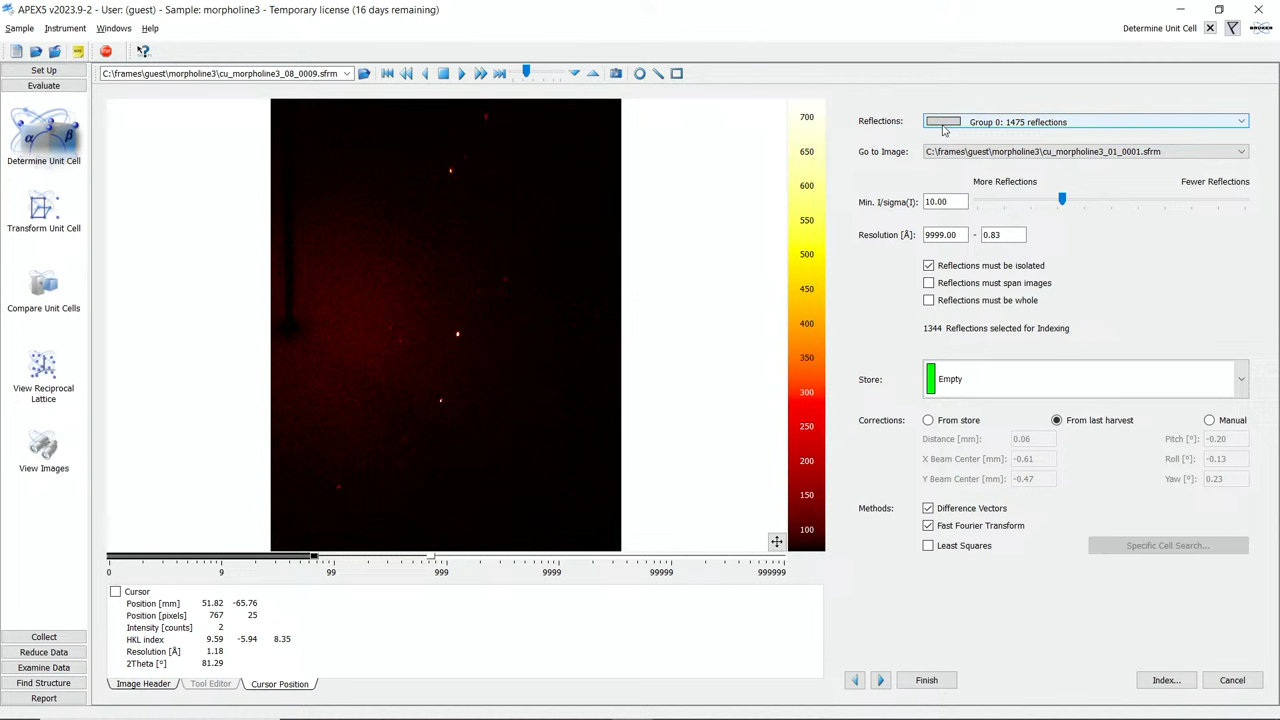 APEX5 v2023.9-2 - User: (guest) - Sample: morpholine3 - Temporary license (16 days remaining)
Sample Instrument Windows Help
Determine Unit Cell
BRUKER
Set Up
Evaluate
Determine Unit Cell
Transform Unit Cell
Compare Unit Cells
View Reciprocal
Lattice
View Images
Collect
Reduce Data
Examine Data
Find Structure
Report
C:\frames\guest\morpholine3\cu_morpholine3_08_0009.sfrm
700
650
600
550
500
450
400
350
300
250
200
150
100
0 9 99 999 9999 99999 999999
Cursor
Position [mm] 51.82 -65.76
Position [pixels] 767 25
Intensity [counts] 2
HKL index 9.59 -5.94 8.35
Resolution [Å] 1.18
2Theta [°] 81.29
Image Header Tool Editor Cursor Position
Reflections: Group 0: 1475 reflections
Go to Image: C:\frames\guest\morpholine3\cu_morpholine3_01_0001.sfrm
More Reflections Fewer Reflections
Min. I/sigma(I): 10.00
Resolution [Å]: 9999.00 - 0.83
Reflections must be isolated
Reflections must span images
Reflections must be whole
1344 Reflections selected for Indexing
Store: Empty
Corrections: From store From last harvest Manual
Distance [mm]: 0.06 Pitch [°]: -0.20
X Beam Center [mm]: -0.61 Roll [°]: -0.13
Y Beam Center [mm]: -0.47 Yaw [°]: 0.23
Methods: Difference Vectors
Fast Fourier Transform
Least Squares Specific Cell Search...
Finish Index... Cancel